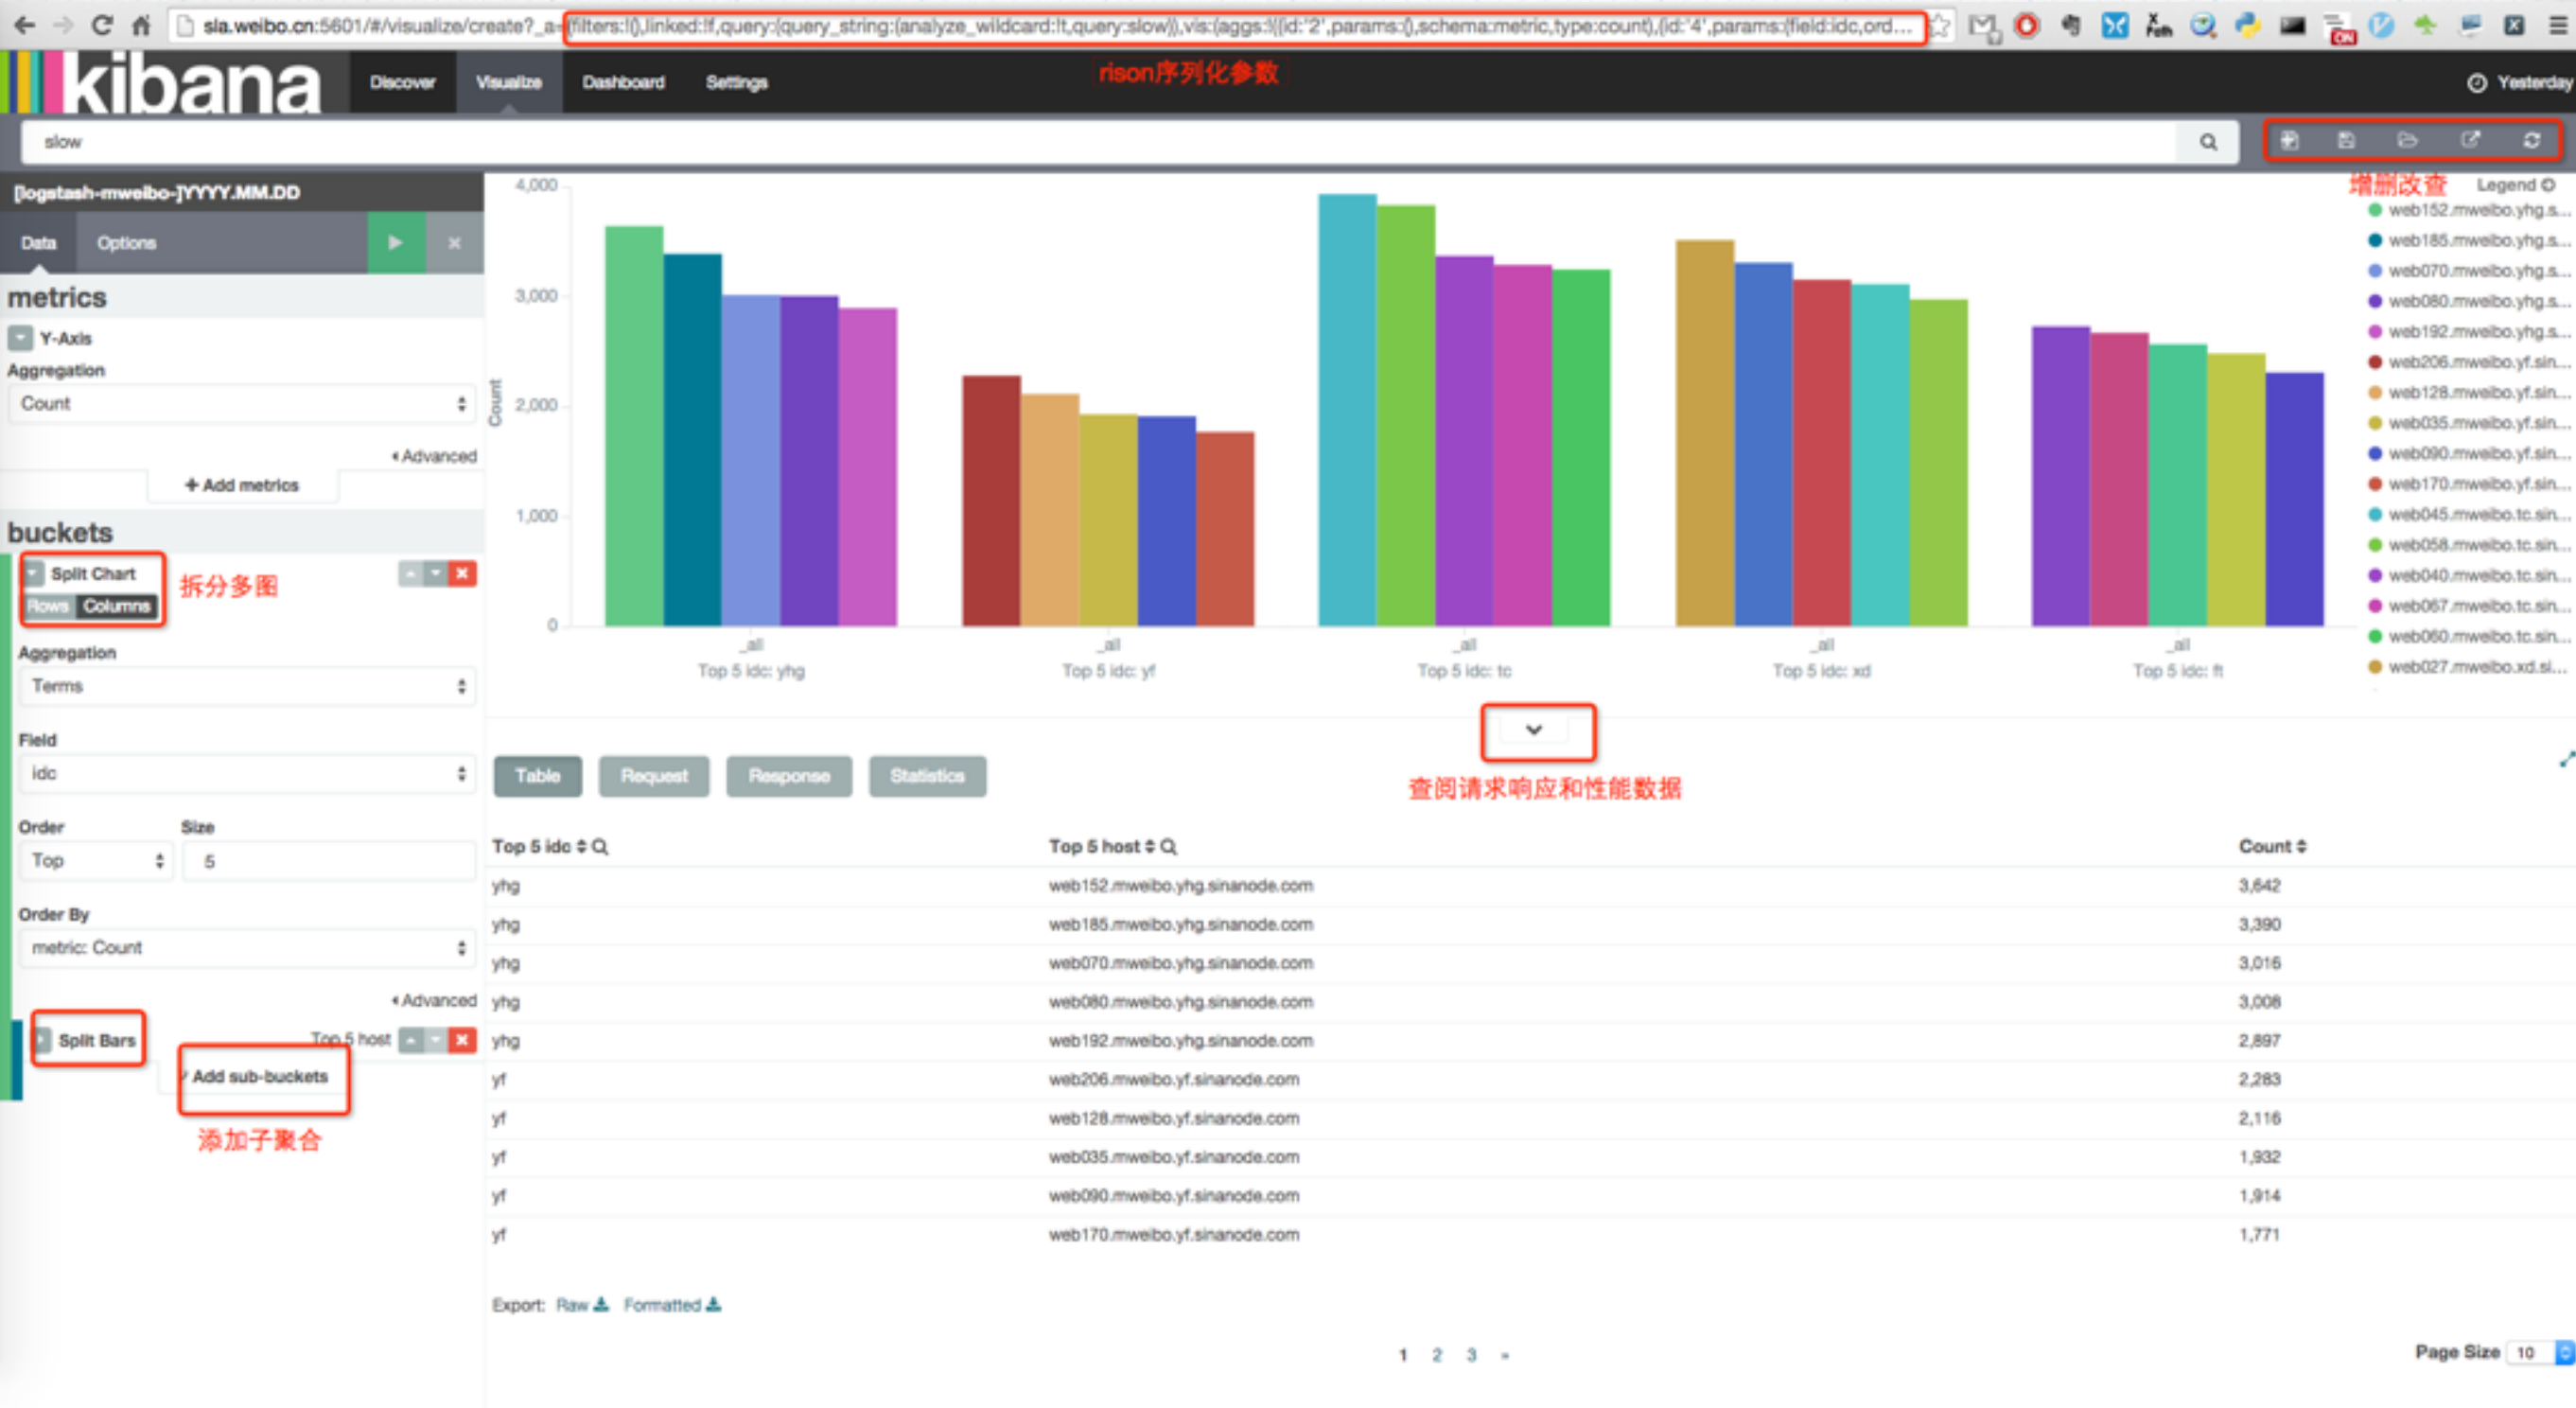 sla.weibo.cn:5601/#/visualize/create?_a=(filters:!(),linked:!f,query:(query_string:(analyze_wildcard:!t,query:slow)),vis:(aggs:!((id:'2',params:(),schema:metric,type:count),(id:'4',params:(field:idc,ord...
kibana
Discover
Visualize
Dashboard
Settings
rison序列化参数
Yesterday
slow
增删改查
[logstash-mweibo-]YYYY.MM.DD
Data
Options
metrics
Y-Axis
Aggregation
Count
Advanced
+ Add metrics
buckets
Split Chart
拆分多图
Rows
Columns
Aggregation
Terms
Field
idc
Order
Size
Top
5
Order By
metric: Count
Advanced
Split Bars
Top 5 host
Add sub-buckets
添加子聚合
Count
4,000
3,000
2,000
1,000
0
_all
_all
_all
_all
_all
Top 5 idc: yhg
Top 5 idc: yf
Top 5 idc: tc
Top 5 idc: xd
Top 5 idc: ft
Legend
web152.mweibo.yhg.s...
web185.mweibo.yhg.s...
web070.mweibo.yhg.s...
web080.mweibo.yhg.s...
web192.mweibo.yhg.s...
web206.mweibo.yf.sin...
web128.mweibo.yf.sin...
web035.mweibo.yf.sin...
web090.mweibo.yf.sin...
web170.mweibo.yf.sin...
web045.mweibo.tc.sin...
web058.mweibo.tc.sin...
web040.mweibo.tc.sin...
web067.mweibo.tc.sin...
web060.mweibo.tc.sin...
web027.mweibo.xd.si...
查阅请求响应和性能数据
Table
Request
Response
Statistics
Top 5 idc
Top 5 host
Count
yhg web152.mweibo.yhg.sinanode.com 3,642
yhg web185.mweibo.yhg.sinanode.com 3,390
yhg web070.mweibo.yhg.sinanode.com 3,016
yhg web080.mweibo.yhg.sinanode.com 3,008
yhg web192.mweibo.yhg.sinanode.com 2,897
yf web206.mweibo.yf.sinanode.com 2,283
yf web128.mweibo.yf.sinanode.com 2,116
yf web035.mweibo.yf.sinanode.com 1,932
yf web090.mweibo.yf.sinanode.com 1,914
yf web170.mweibo.yf.sinanode.com 1,771
Export: Raw Formatted
1 2 3 »
Page Size 10